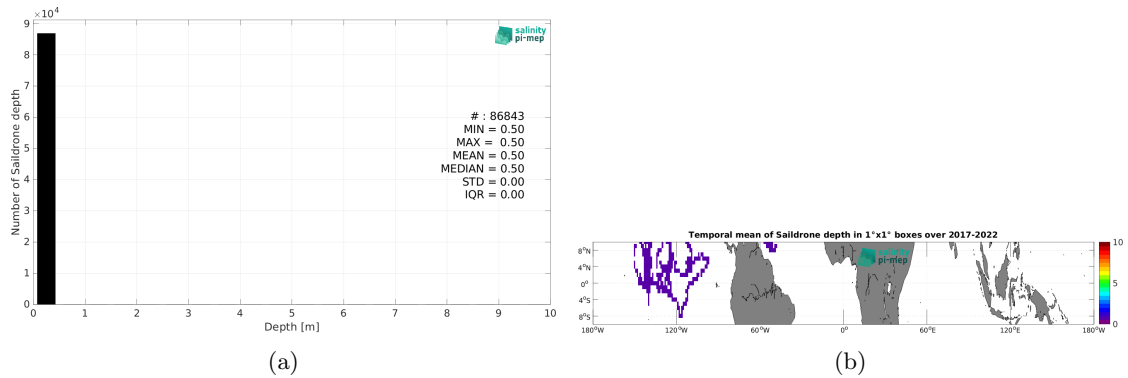 ×10⁴
9
8
7
6
5
4
3
2
1
0
Number of Saildrone depth
salinity
pi-mep
# : 86843
MIN = 0.50
MAX = 0.50
MEAN = 0.50
MEDIAN = 0.50
STD = 0.00
IQR = 0.00
0 1 2 3 4 5 6 7 8 9 10
Depth [m]
(a)
Temporal mean of Saildrone depth in 1°x1° boxes over 2017-2022
8°N
4°N
0°
4°S
8°S
salinity
pi-mep
10
5
0
180°W 120°W 60°W 0° 60°E 120°E 180°W
(b)